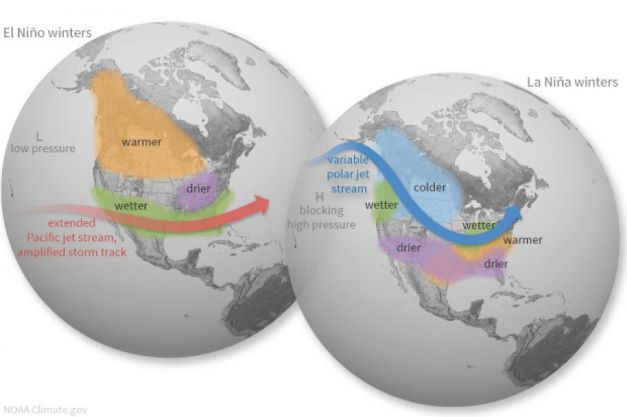 El Niño winters
L
low pressure
warmer
drier
wetter
extended
Pacific jet stream,
amplified storm track
La Niña winters
variable
polar jet
stream
H
blocking
high pressure
colder
wetter
wetter
warmer
drier
drier
NOAA Climate.gov